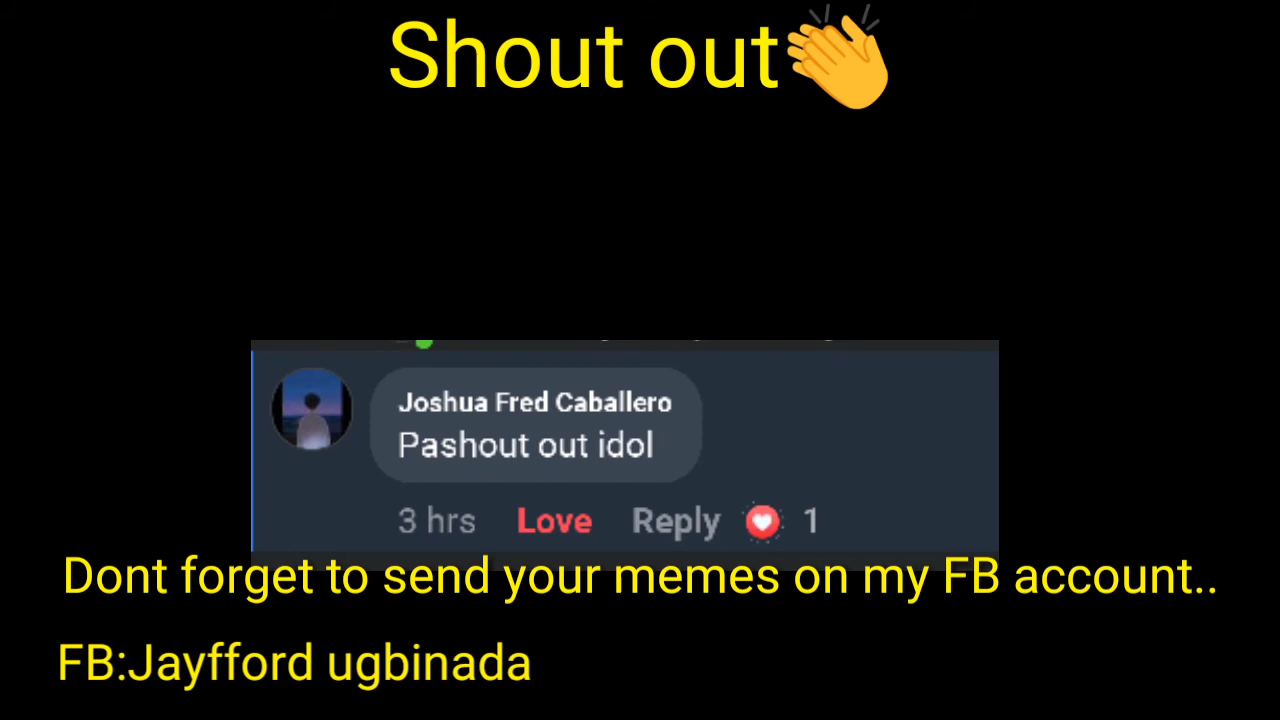 Shout out👏
Joshua Fred Caballero
Pashout out idol
3 hrs Love Reply 1
Dont forget to send your memes on my FB account..
FB:Jayfford ugbinada